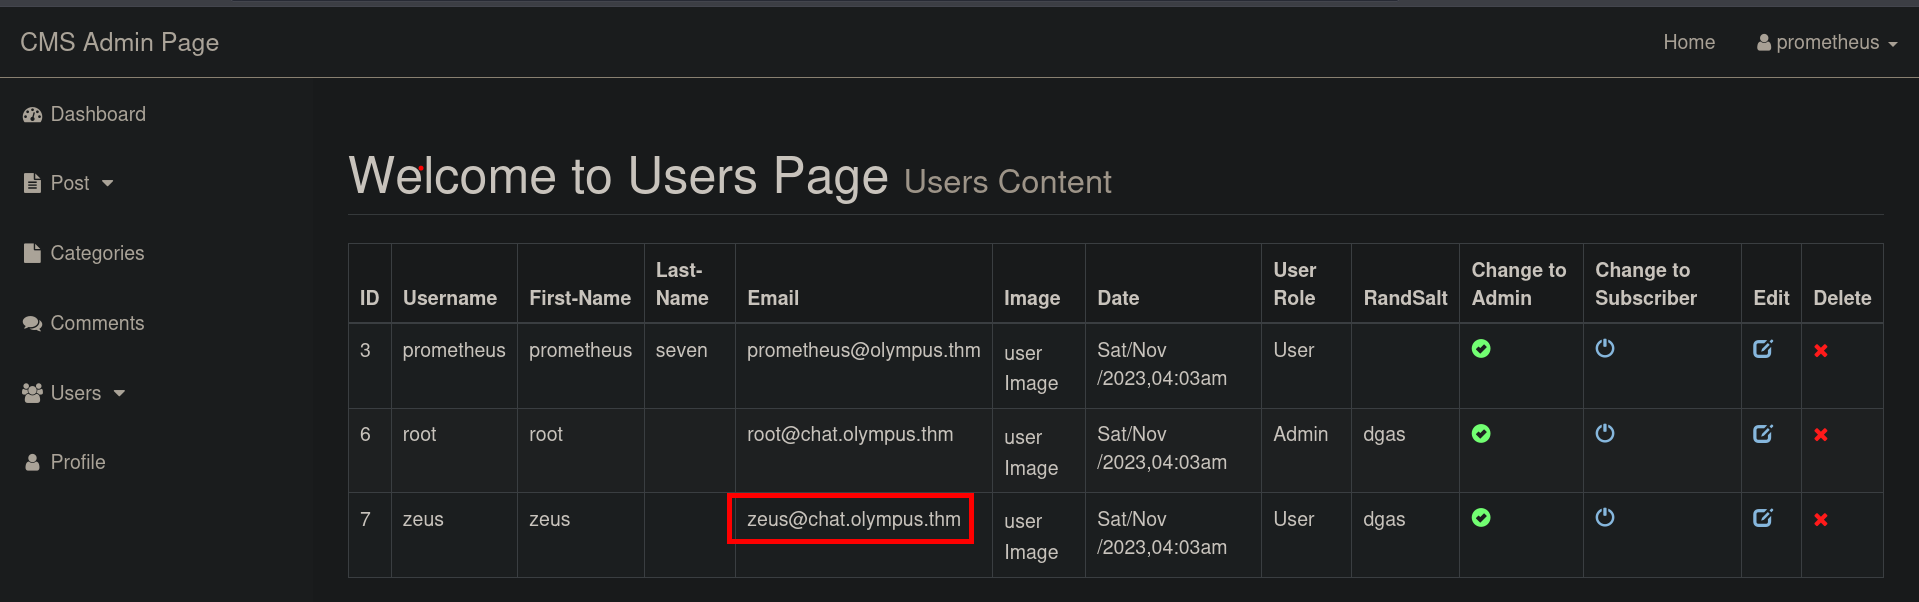 CMS Admin Page
Home
prometheus
Dashboard
Post
Categories
Comments
Users
Profile
Welcome to Users Page Users Content
ID Username First-Name Last-Name Email Image Date User Role RandSalt Change to Admin Change to Subscriber Edit Delete
3 prometheus prometheus seven prometheus@olympus.thm user Image Sat/Nov /2023,04:03am User
6 root root root@chat.olympus.thm user Image Sat/Nov /2023,04:03am Admin dgas
7 zeus zeus zeus@chat.olympus.thm user Image Sat/Nov /2023,04:03am User dgas